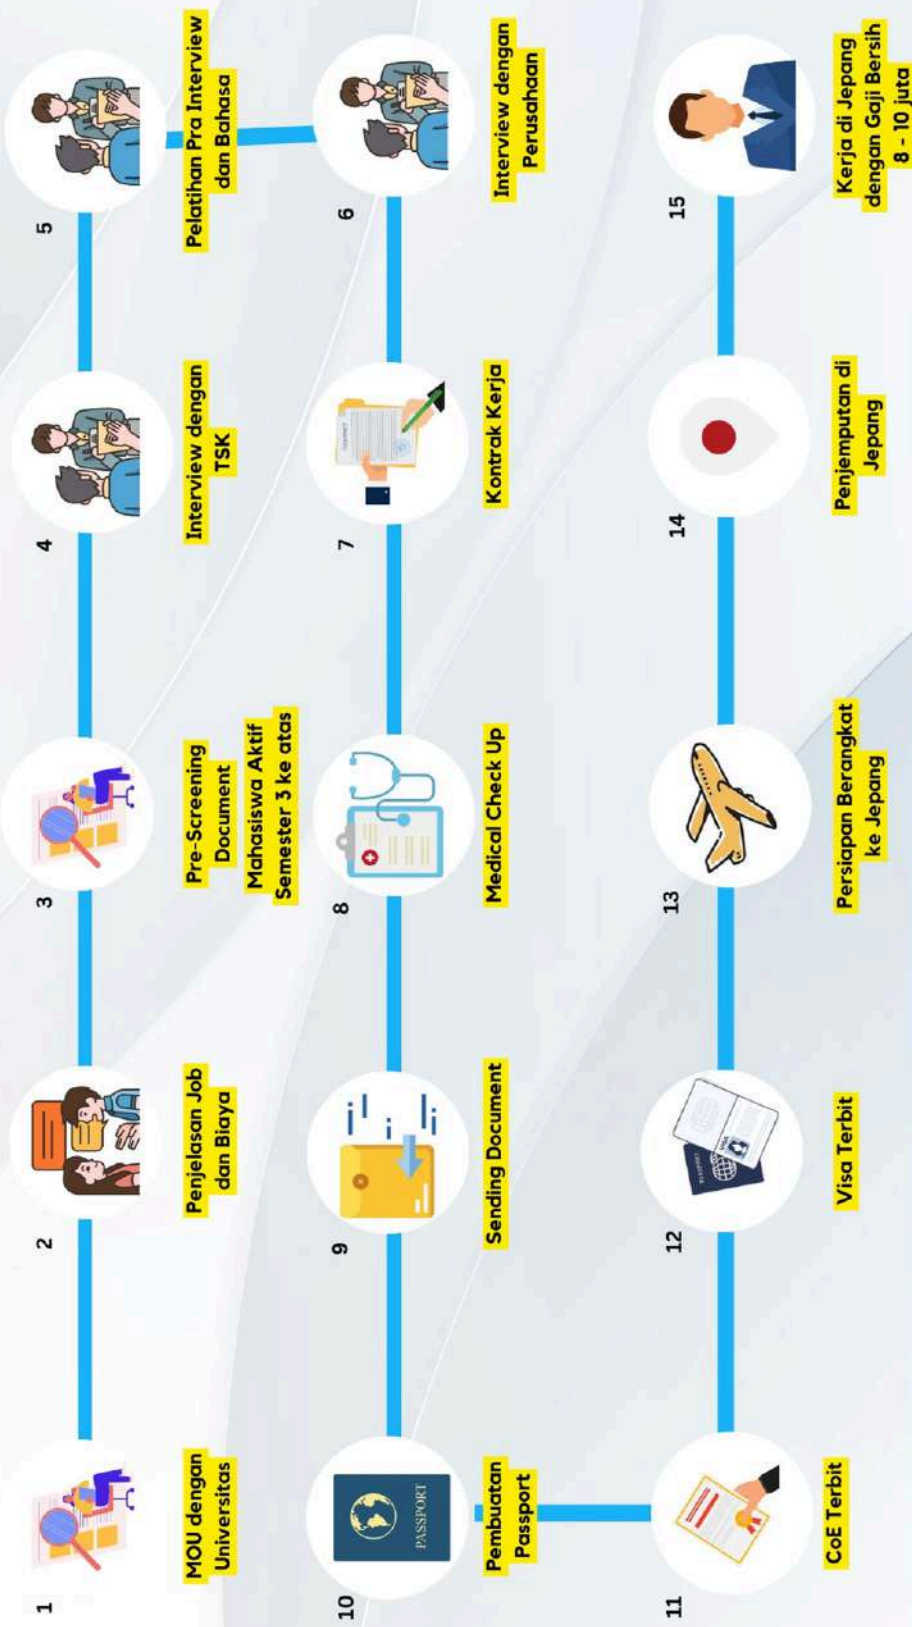 1
MOU dengan
Universitas
2
Penjelasan Job
dan Biaya
3
Pre-Screening
Document
Mahasiswa Aktif
Semester 3 ke atas
4
Interview dengan
TSK
5
Pelatihan Pra Interview
dan Bahasa
6
Interview dengan
Perusahaan
7
Kontrak Kerja
8
Medical Check Up
9
Sending Document
10
PASSPORT
Pembuatan
Passport
11
CoE Terbit
12
PASSPORT
VISA
Visa Terbit
13
Persiapan Berangkat
ke Jepang
14
Penjemputan di
Jepang
15
Kerja di Jepang
dengan Gaji Bersih
8 - 10 juta